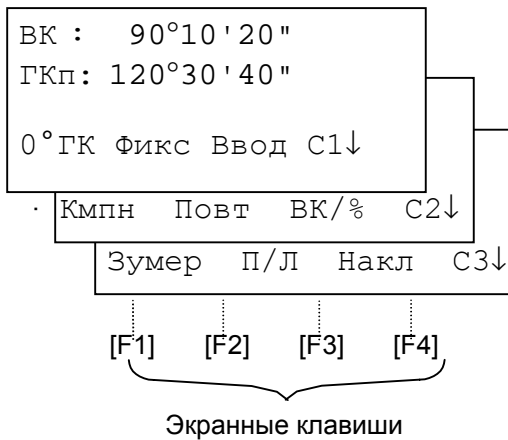 ВК : 90°10'20"
ГКп: 120°30'40"
0°ГК Фикс Ввод С1↓
Кмпн Повт ВК/% С2↓
Зумер П/Л Накл С3↓
[F1] [F2] [F3] [F4]
Экранные клавиши